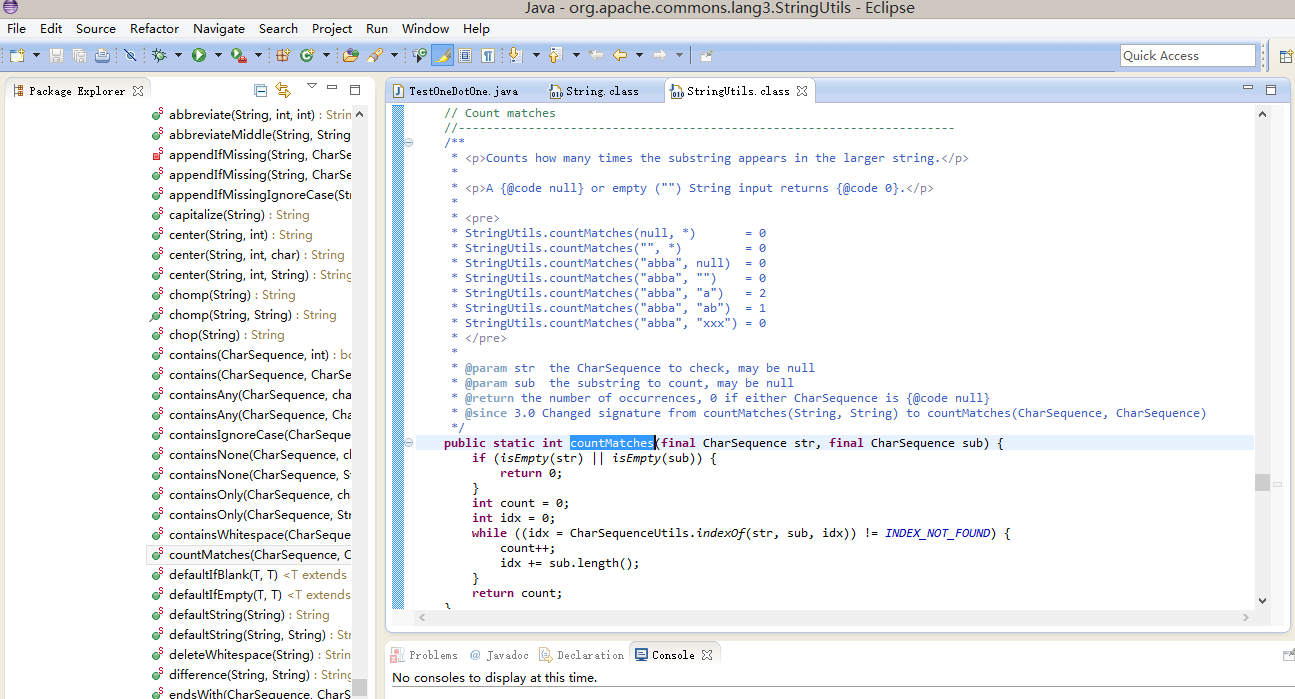 Java - org.apache.commons.lang3.StringUtils - Eclipse
File Edit Source Refactor Navigate Search Project Run Window Help
Quick Access
Package Explorer
abbreviate(String, int, int) : Strin
abbreviateMiddle(String, String
appendIfMissing(String, CharSe
appendIfMissing(String, CharSe
appendIfMissingIgnoreCase(Str
capitalize(String) : String
center(String, int) : String
center(String, int, char) : String
center(String, int, String) : String
chomp(String) : String
chomp(String, String) : String
chop(String) : String
contains(CharSequence, int) : bo
contains(CharSequence, CharSe
containsAny(CharSequence, cha
containsAny(CharSequence, Cha
containsIgnoreCase(CharSeque
containsNone(CharSequence, cl
containsNone(CharSequence, S
containsOnly(CharSequence, ch
containsOnly(CharSequence, Str
containsWhitespace(CharSeque
countMatches(CharSequence, C
defaultIfBlank(T, T) <T extends
defaultIfEmpty(T, T) <T extends
defaultString(String) : String
defaultString(String, String) : Str
deleteWhitespace(String) : Strin
difference(String, String) : String
endsWith(CharSequence, CharS
TestOneDotOne.java String.class StringUtils.class
// Count matches
//-----------------------------------------------------------------------
/**
* <p>Counts how many times the substring appears in the larger string.</p>
*
* <p>A {@code null} or empty ("") String input returns {@code 0}.</p>
*
* <pre>
* StringUtils.countMatches(null, *)       = 0
* StringUtils.countMatches("", *)         = 0
* StringUtils.countMatches("abba", null)  = 0
* StringUtils.countMatches("abba", "")    = 0
* StringUtils.countMatches("abba", "a")   = 2
* StringUtils.countMatches("abba", "ab")  = 1
* StringUtils.countMatches("abba", "xxx") = 0
* </pre>
*
* @param str  the CharSequence to check, may be null
* @param sub  the substring to count, may be null
* @return the number of occurrences, 0 if either CharSequence is {@code null}
* @since 3.0 Changed signature from countMatches(String, String) to countMatches(CharSequence, CharSequence)
*/
public static int countMatches(final CharSequence str, final CharSequence sub) {
if (isEmpty(str) || isEmpty(sub)) {
return 0;
}
int count = 0;
int idx = 0;
while ((idx = CharSequenceUtils.indexOf(str, sub, idx)) != INDEX_NOT_FOUND) {
count++;
idx += sub.length();
}
return count;
}
Problems @ Javadoc Declaration Console
No consoles to display at this time.